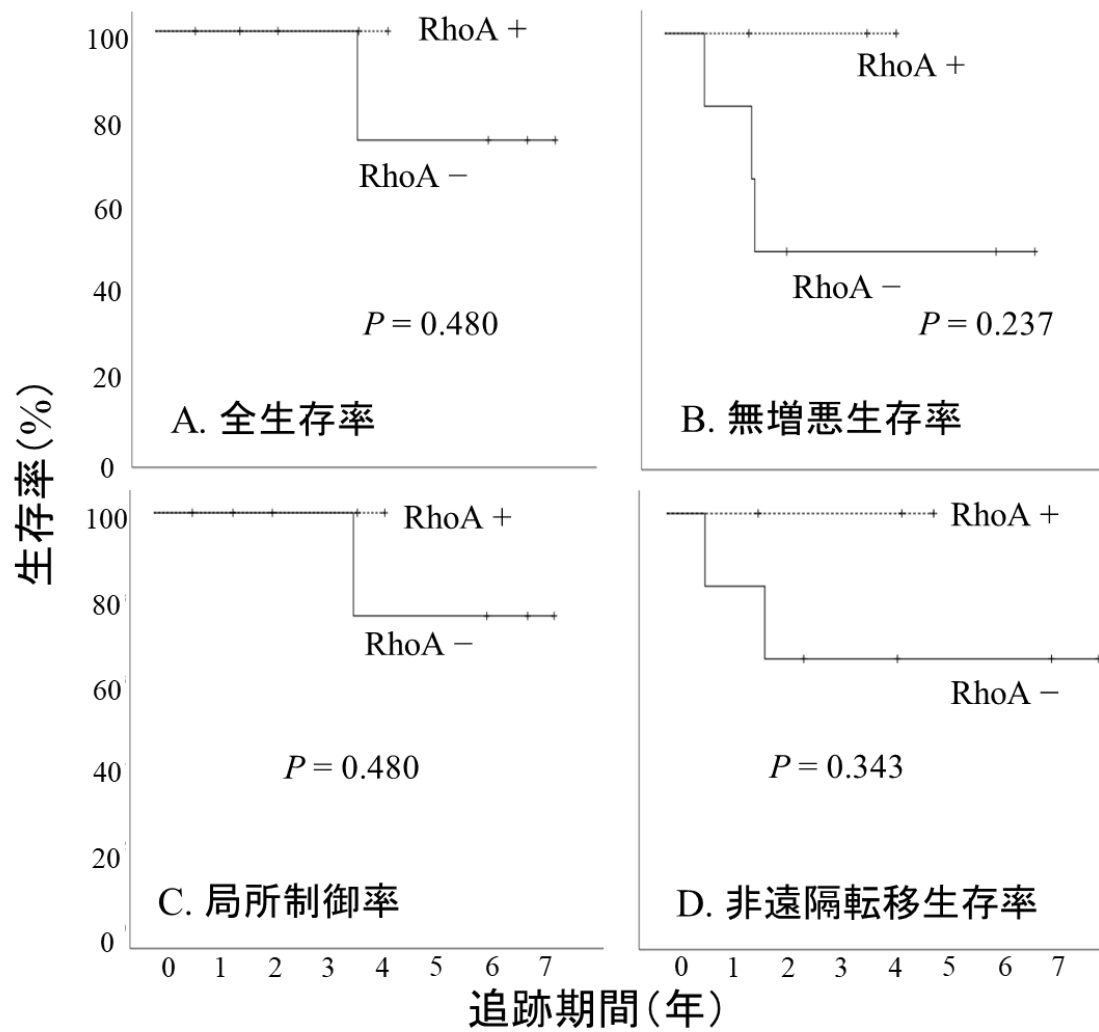 生存率(%)
100
80
60
40
20
0
RhoA +
RhoA −
P = 0.480
A. 全生存率
RhoA +
RhoA −
P = 0.237
B. 無増悪生存率
100
80
60
40
20
0
RhoA +
RhoA −
P = 0.480
C. 局所制御率
RhoA +
RhoA −
P = 0.343
D. 非遠隔転移生存率
0 1 2 3 4 5 6 7
0 1 2 3 4 5 6 7
追跡期間(年)